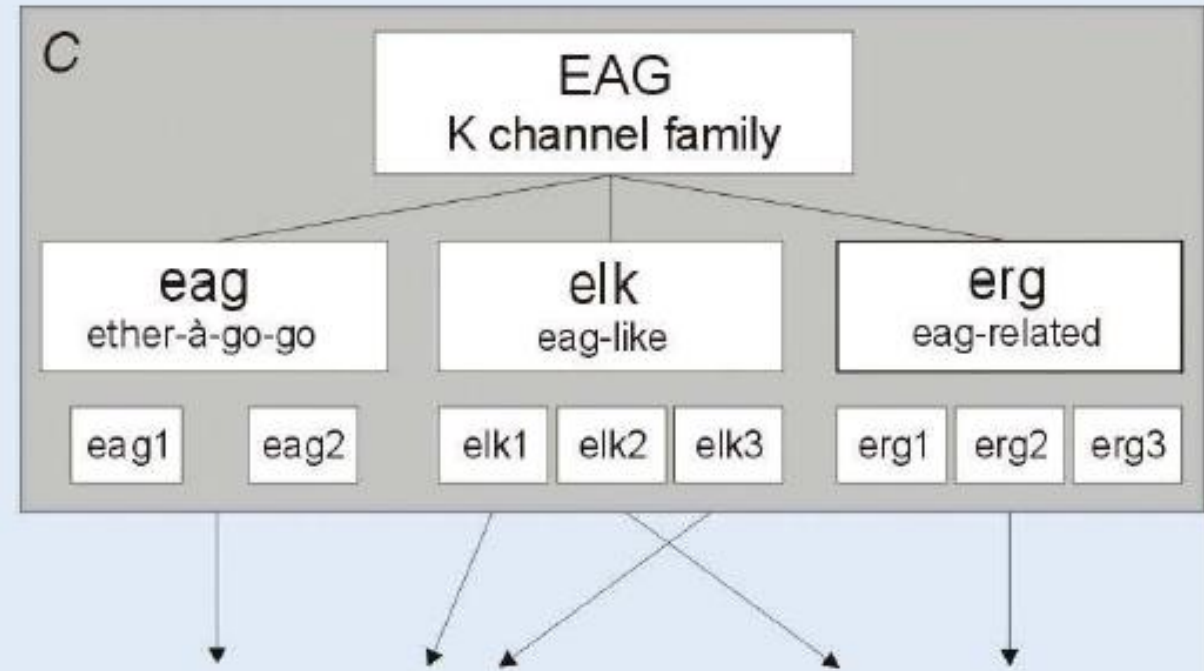 C
EAG
K channel family
eag
ether-à-go-go
elk
eag-like
erg
eag-related
eag1
eag2
elk1
elk2
elk3
erg1
erg2
erg3